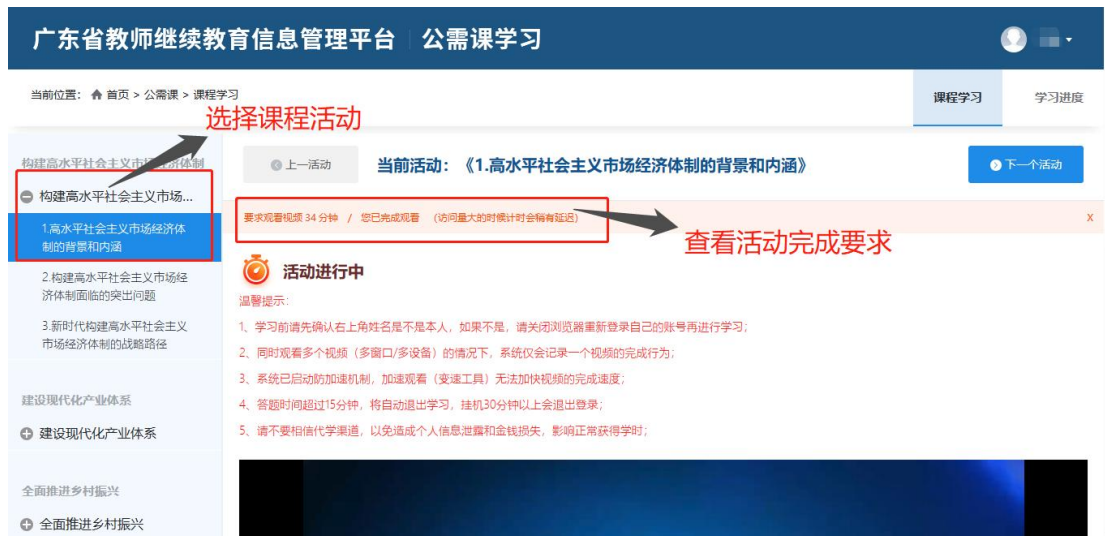 广东省教师继续教育信息管理平台 公需课学习
当前位置： 首页 > 公需课 > 课程学习
课程学习
学习进度
选择课程活动
构建高水平社会主义市场经济体制
构建高水平社会主义市场...
1.高水平社会主义市场经济体
制的背景和内涵
2.构建高水平社会主义市场经
济体制面临的突出问题
3.新时代构建高水平社会主义
市场经济体制的战略路径
建设现代化产业体系
建设现代化产业体系
全面推进乡村振兴
全面推进乡村振兴
上一活动
当前活动：《1.高水平社会主义市场经济体制的背景和内涵》
下一个活动
要求观看视频 34 分钟 / 您已完成观看 （访问量大的时候计时会稍有延迟）
X
查看活动完成要求
活动进行中
温馨提示：
1、学习前请先确认右上角姓名是不是本人，如果不是，请关闭浏览器重新登录自己的账号再进行学习；
2、同时观看多个视频（多窗口/多设备）的情况下，系统仅会记录一个视频的完成行为；
3、系统已启动防加速机制，加速观看（变速工具）无法加快视频的完成速度；
4、答题时间超过15分钟，将自动退出学习，挂机30分钟以上会退出登录；
5、请不要相信代学渠道，以免造成个人信息泄露和金钱损失，影响正常获得学时；